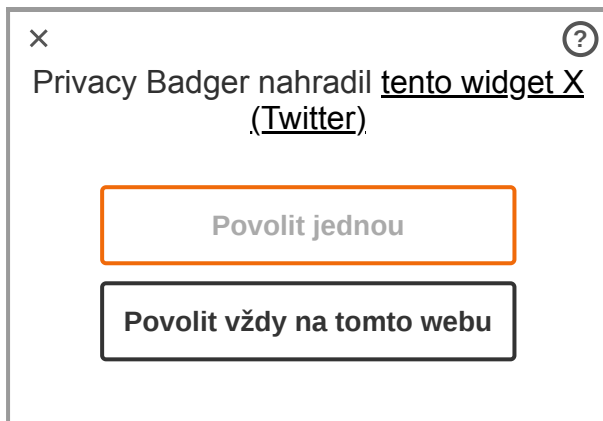 ×
?
Privacy Badger nahradil tento widget X
(Twitter)
Povolit jednou
Povolit vždy na tomto webu